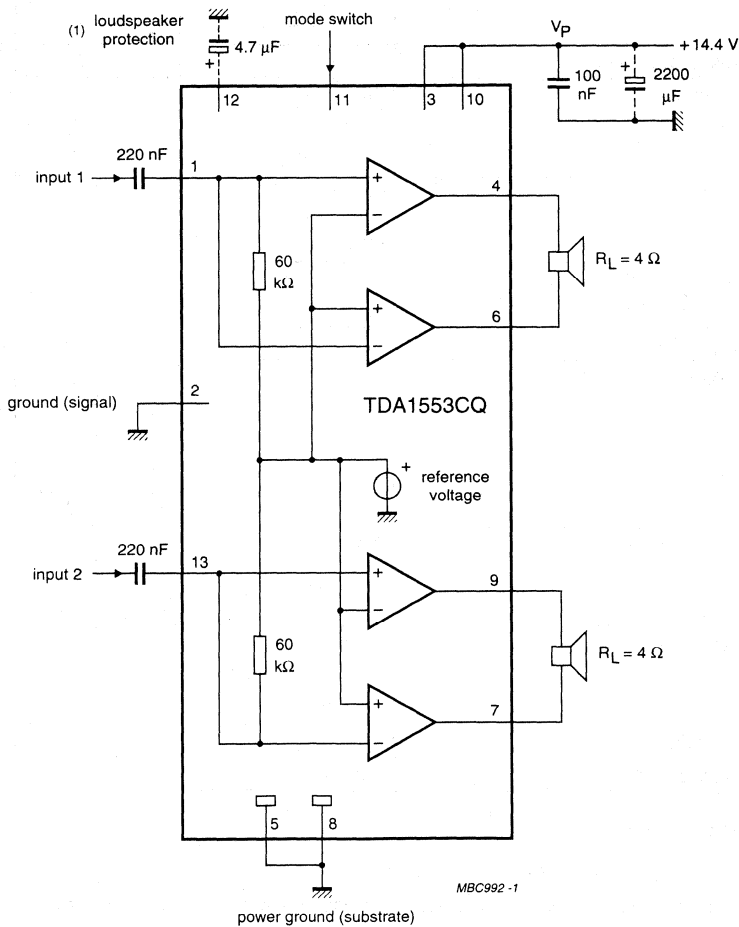 (1) loudspeaker
protection
4.7 µF
+
mode switch
V_P
+14.4 V
100
nF
+
2200
µF
12
11
3
10
220 nF
1
input 1
+
−
4
60
kΩ
R_L = 4 Ω
+
−
6
2
ground (signal)
TDA1553CQ
+
reference
voltage
220 nF
13
input 2
+
−
9
60
kΩ
R_L = 4 Ω
+
−
7
5
8
MBC992 -1
power ground (substrate)